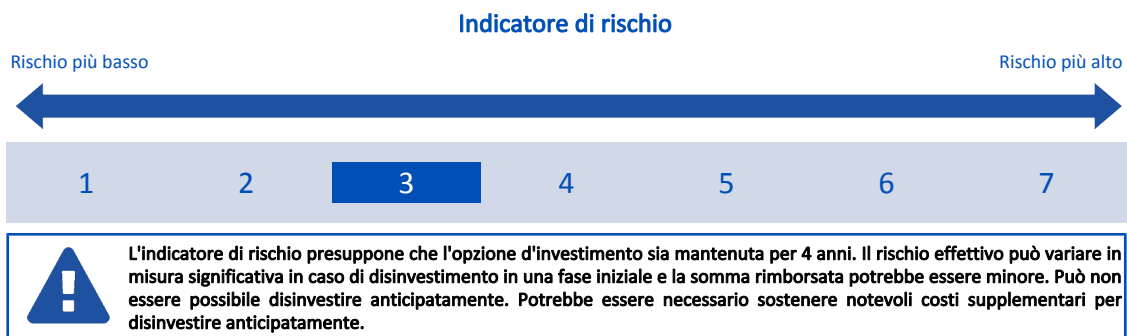 Indicatore di rischio
Rischio più basso
Rischio più alto
1 2 3 4 5 6 7
L'indicatore di rischio presuppone che l'opzione d'investimento sia mantenuta per 4 anni. Il rischio effettivo può variare in
misura significativa in caso di disinvestimento in una fase iniziale e la somma rimborsata potrebbe essere minore. Può non
essere possibile disinvestire anticipatamente. Potrebbe essere necessario sostenere notevoli costi supplementari per
disinvestire anticipatamente.